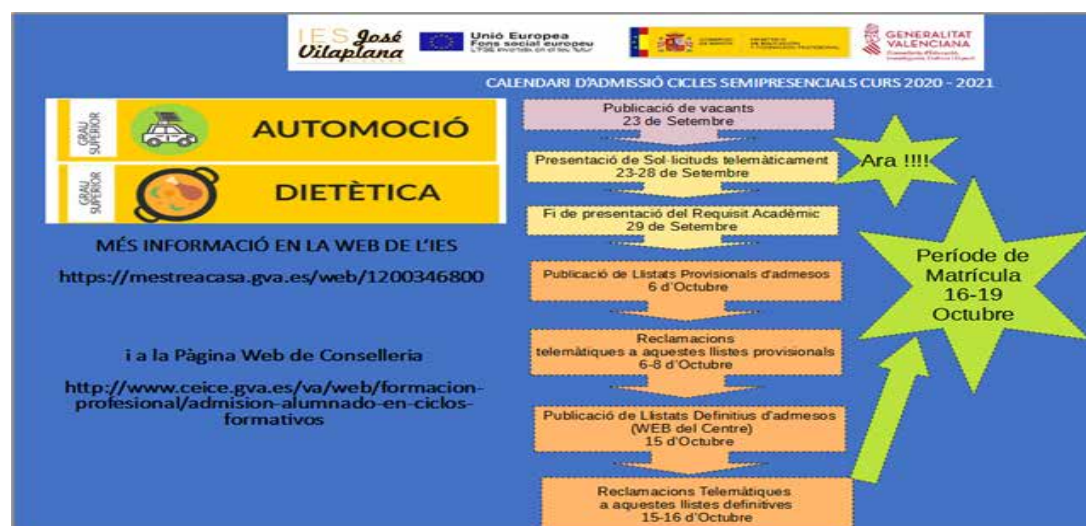 IES José
Vilaplana
Unió Europea
Fons social europeu
L'FSE inverteix en el teu futur
GENERALITAT
VALENCIANA
CALENDARI D'ADMISSIÓ CICLES SEMIPRESENCIALS CURS 2020 - 2021
GRAU
SUPERIOR
AUTOMOCIÓ
GRAU
SUPERIOR
DIETÈTICA
MÉS INFORMACIÓ EN LA WEB DE L'IES
https://mestreacasa.gva.es/web/1200346800
i a la Pàgina Web de Conselleria
http://www.ceice.gva.es/va/web/formacion-
profesional/admision-alumnado-en-ciclos-
formativos
Publicació de vacants
23 de Setembre
Presentació de Sol·licituds telemàticament
23-28 de Setembre
Ara !!!!
Fi de presentació del Requisit Acadèmic
29 de Setembre
Publicació de Llistats Provisionals d'admesos
6 d'Octubre
Reclamacions
telemàtiques a aquestes llistes provisionals
6-8 d'Octubre
Publicació de Llistats Definitius d'admesos
(WEB del Centre)
15 d'Octubre
Reclamacions Telemàtiques
a aquestes llistes definitives
15-16 d'Octubre
Període de
Matrícula
16-19
Octubre